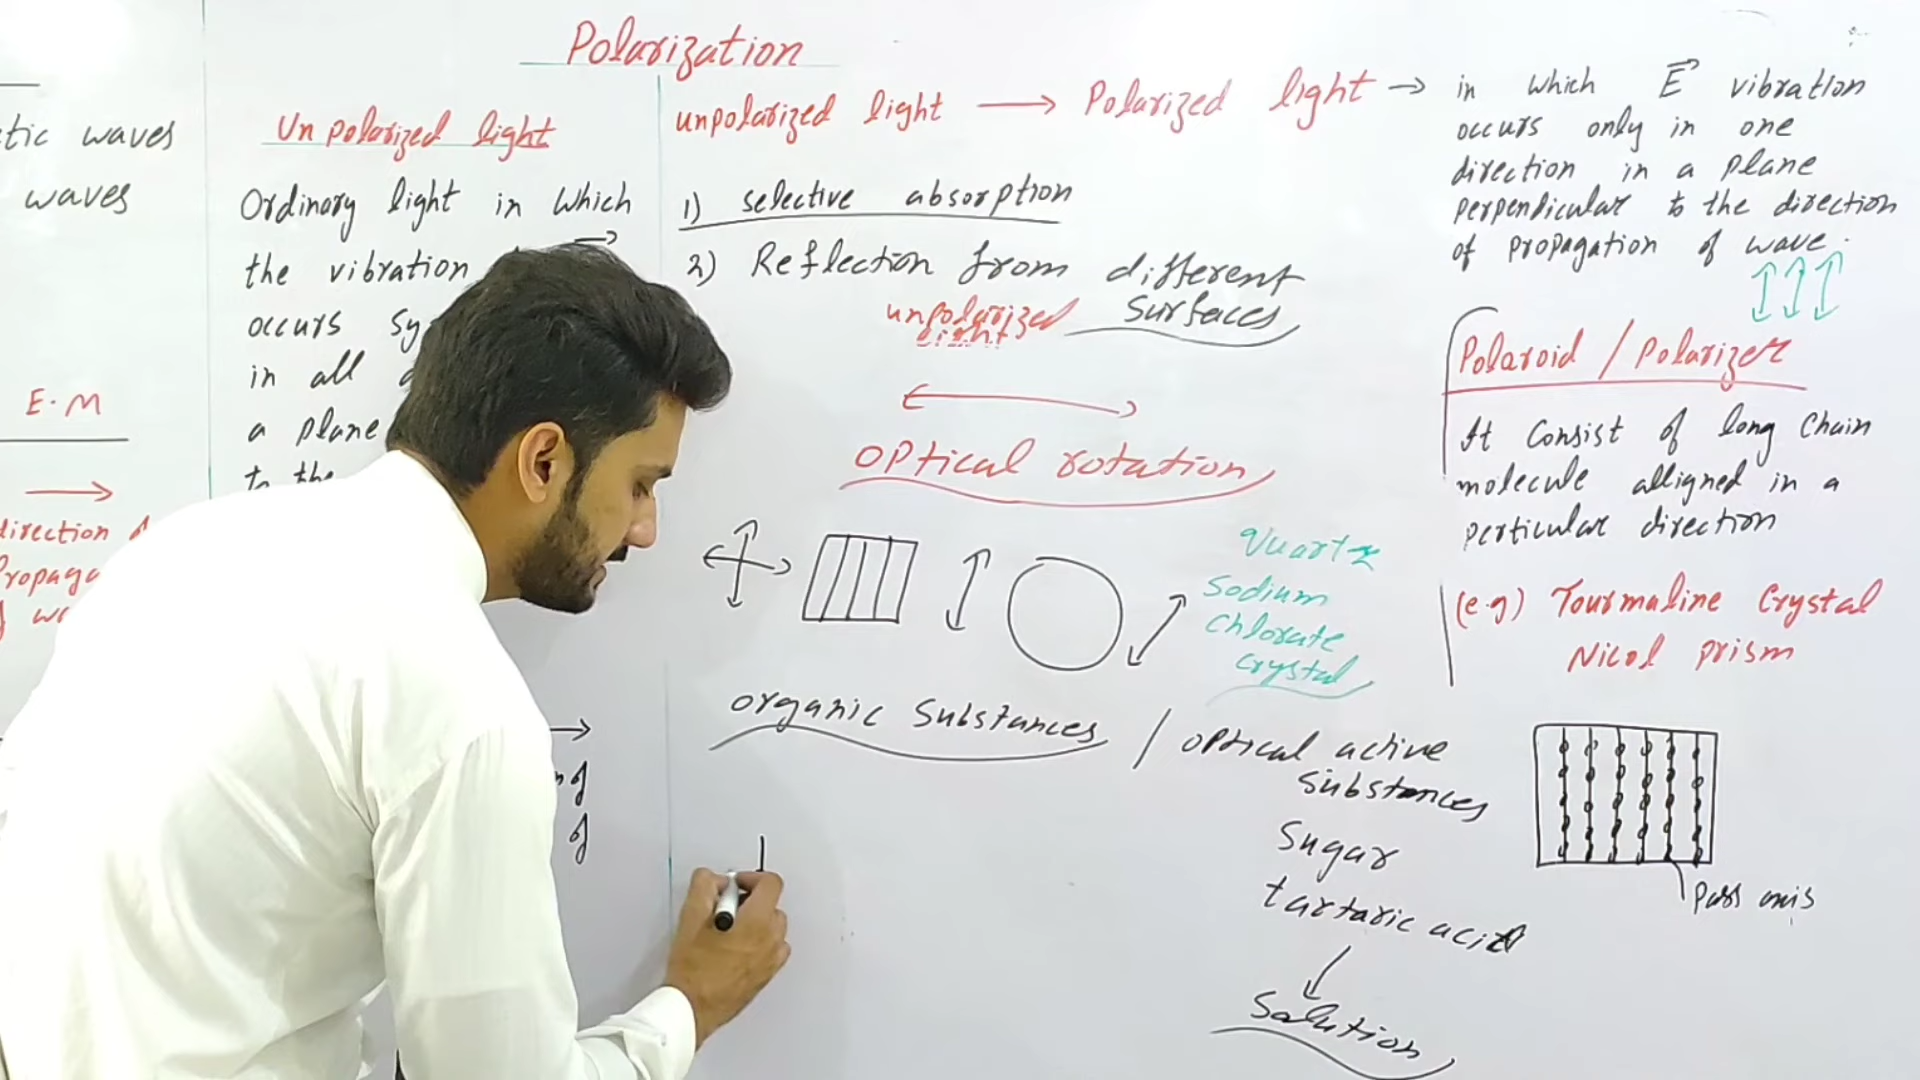 Polarization
tic waves
waves
E.M
direction
Propaga
Unpolarized light
Ordinary light in which
the vibration
occurs sy
in all
a plane
to the
of
of
unpolarized light → Polarized light →
1) selective absorption
2) Reflection from different
surfaces
unpolarized
light
optical rotation
Quartz
Sodium
Chlorate
crystal
organic substances / optical active
substances
Sugar
tartaric acid
Solution
in which E vibration
occurs only in one
direction in a plane
perpendicular to the direction
of propagation of wave.
Polaroid / Polarizer
It consist of long chain
molecule alligned in a
perticular direction
(e.g) Tourmaline Crystal
Nicol prism
Pass axis